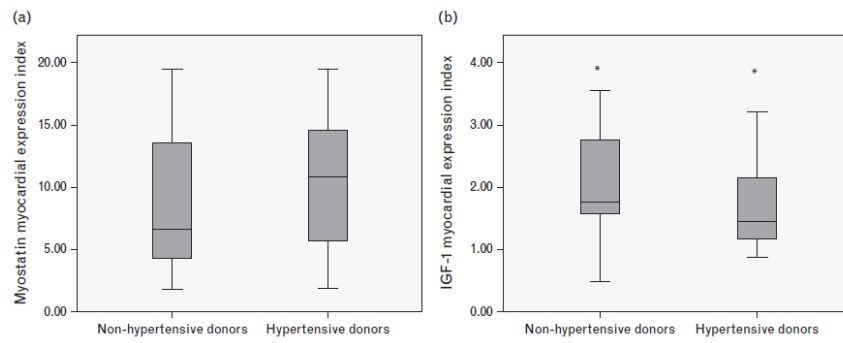 (a)
Myostatin myocardial expression index
20.00
15.00
10.00
5.00
0.00
Non-hypertensive donors
Hypertensive donors
(b)
IGF-1 myocardial expression index
4.00
3.00
2.00
1.00
0.00
*
*
Non-hypertensive donors
Hypertensive donors